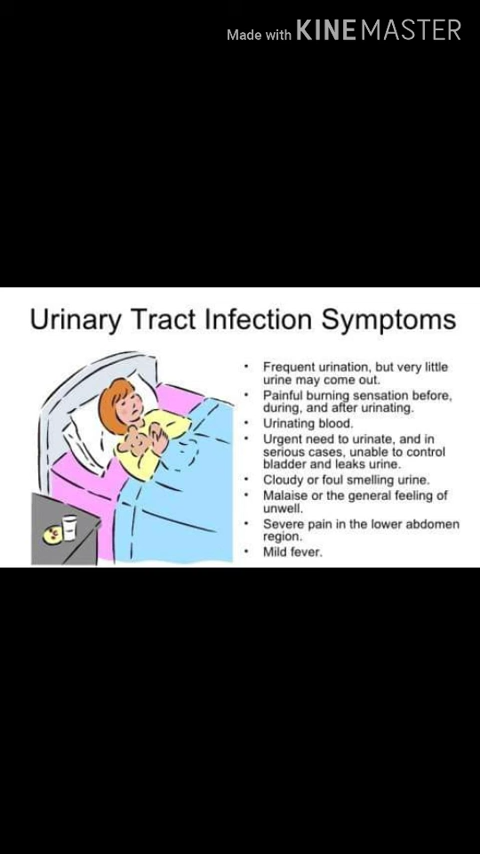 Made with KINEMASTER
Urinary Tract Infection Symptoms
• Frequent urination, but very little
urine may come out.
• Painful burning sensation before,
during, and after urinating.
• Urinating blood.
• Urgent need to urinate, and in
serious cases, unable to control
bladder and leaks urine.
• Cloudy or foul smelling urine.
• Malaise or the general feeling of
unwell.
• Severe pain in the lower abdomen
region.
• Mild fever.